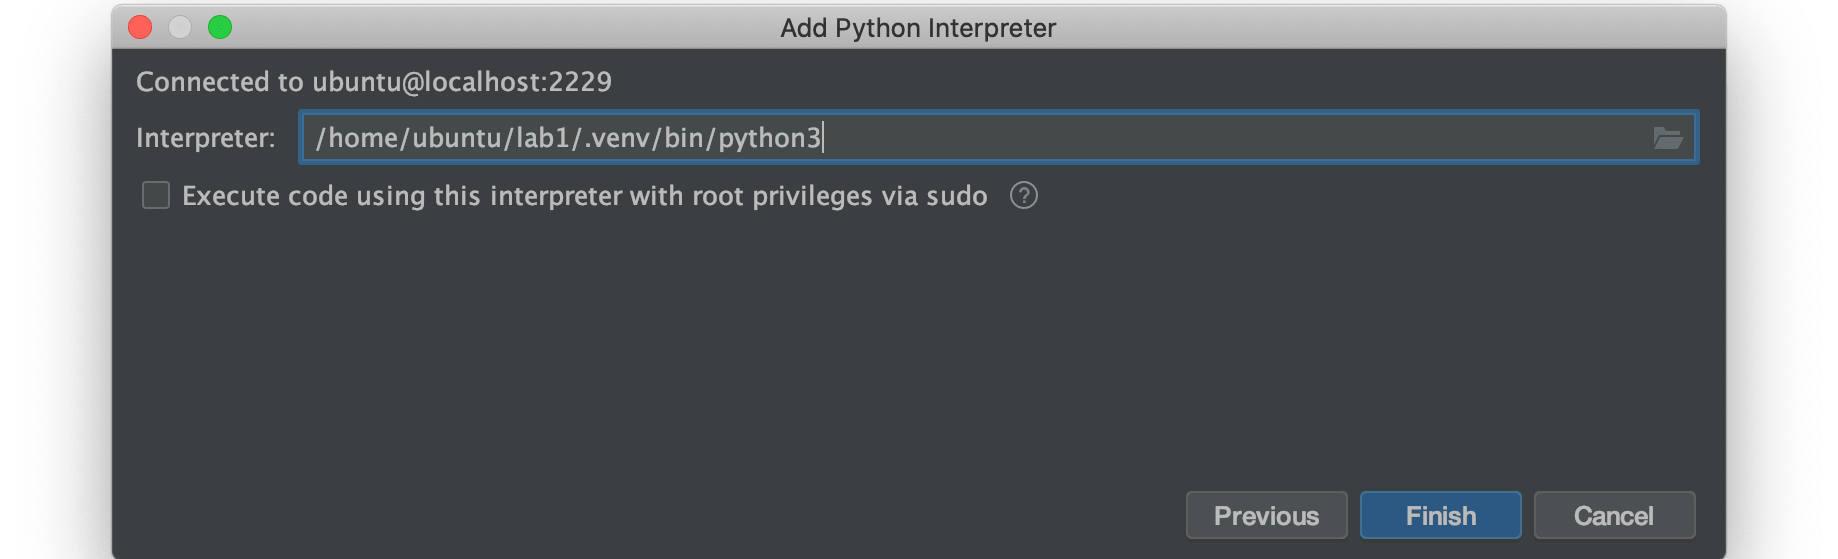 Add Python Interpreter
Connected to ubuntu@localhost:2229
Interpreter: /home/ubuntu/lab1/.venv/bin/python3
Execute code using this interpreter with root privileges via sudo ?
Previous Finish Cancel